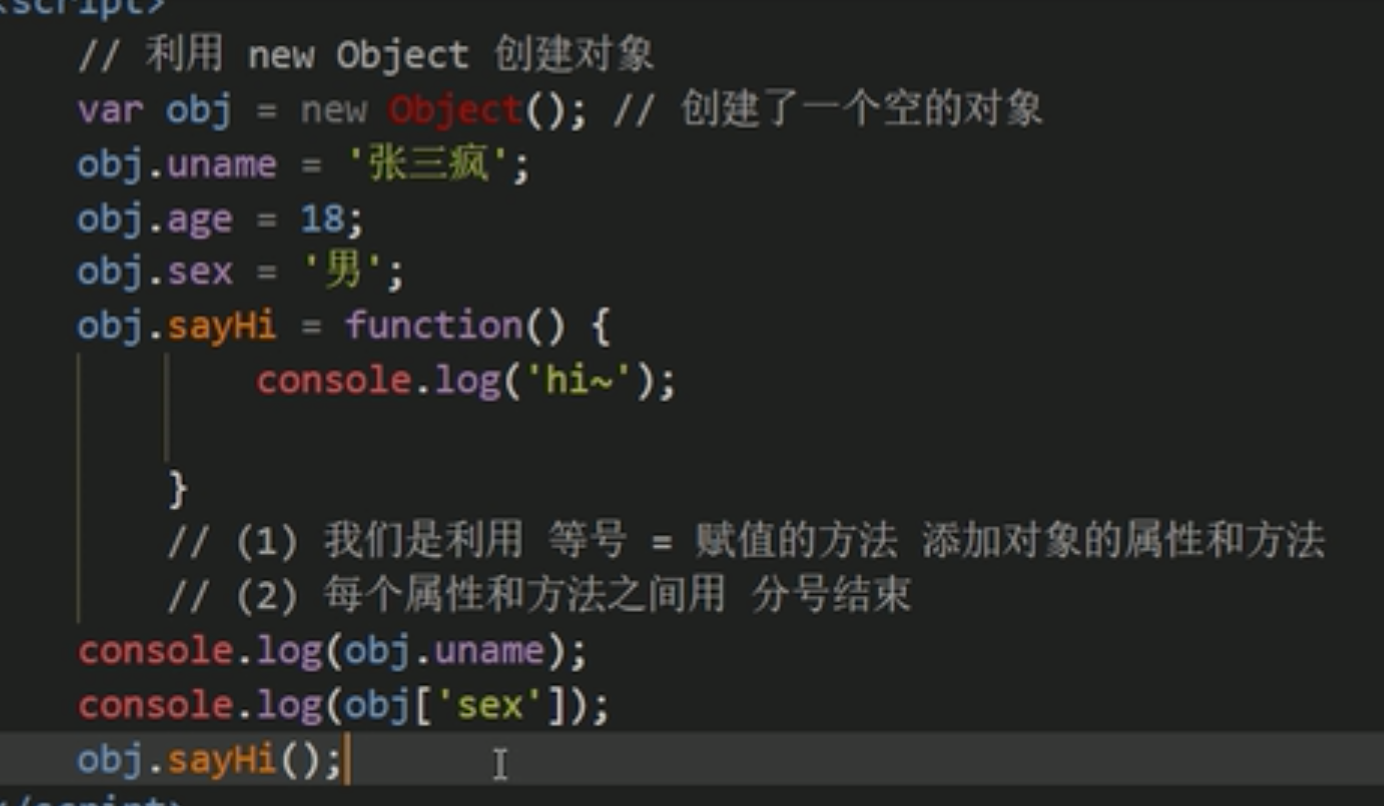 <script>
// 利用 new Object 创建对象
var obj = new Object(); // 创建了一个空的对象
obj.uname = '张三疯';
obj.age = 18;
obj.sex = '男';
obj.sayHi = function() {
console.log('hi~');
}
// (1) 我们是利用 等号 = 赋值的方法 添加对象的属性和方法
// (2) 每个属性和方法之间用 分号结束
console.log(obj.uname);
console.log(obj['sex']);
obj.sayHi();
</script>